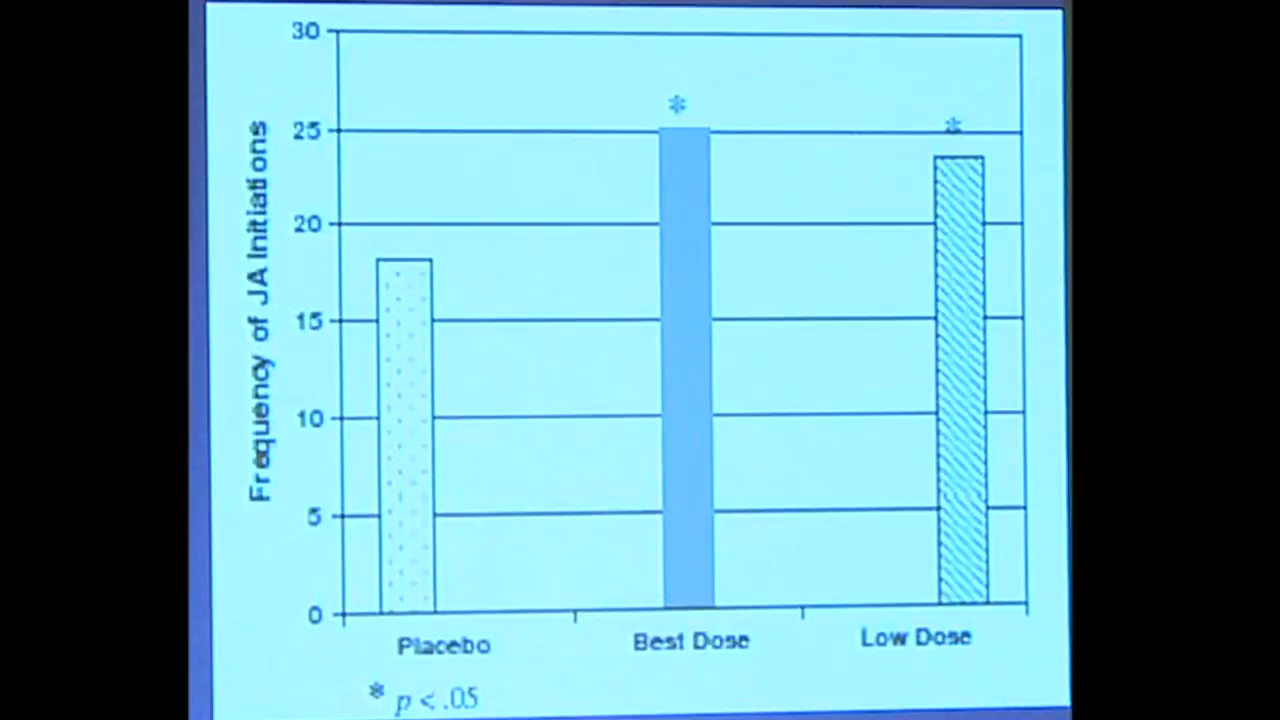 30
25
20
15
10
5
0
Frequency of JA Initiations
*
*
Placebo
Best Dose
Low Dose
* p < .05